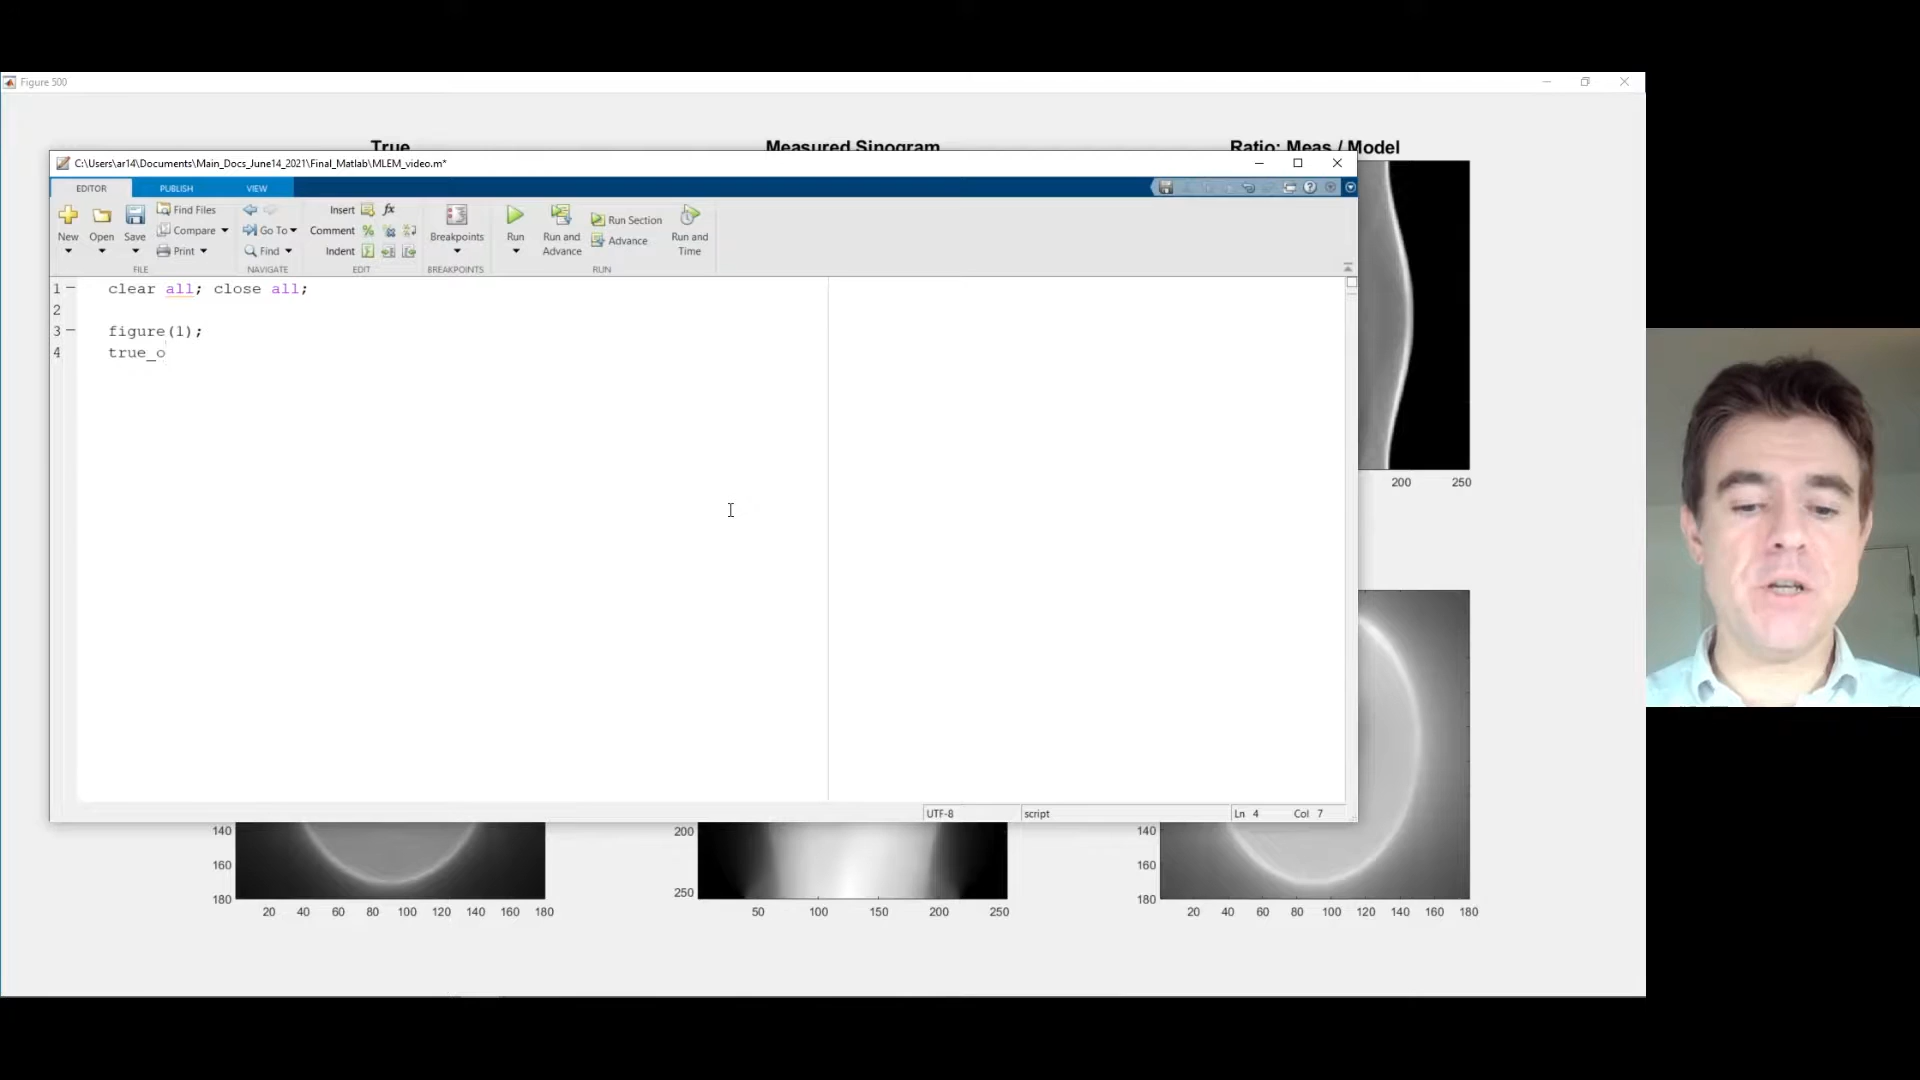 Figure 500
True
Measured Sinogram
Ratio: Meas / Model
C:\Users\ar14\Documents\Main_Docs_June14_2021\Final_Matlab\MLEM_video.m*
EDITOR
PUBLISH
VIEW
New
Open
Save
Find Files
Compare
Print
FILE
Go To
Find
NAVIGATE
Insert
fx
Comment
Indent
EDIT
Breakpoints
BREAKPOINTS
Run
Run and
Advance
Run Section
Advance
Run and
Time
RUN
1 clear all; close all;
2
3 figure(1);
4 true_o
200 250
UTF-8
script
Ln 4 Col 7
140
160
180
20 40 60 80 100 120 140 160 180
200
250
50 100 150 200 250
140
160
180
20 40 60 80 100 120 140 160 180